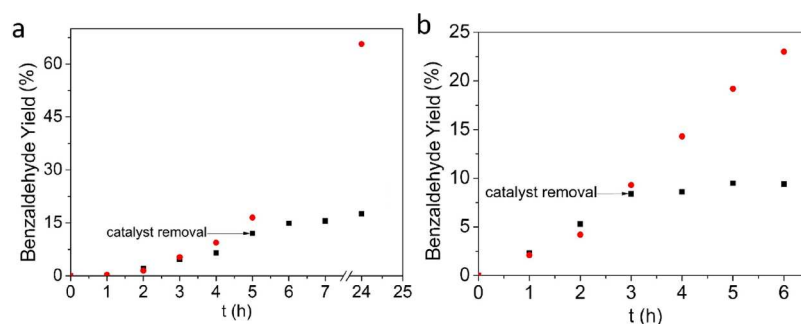 a
Benzaldehyde Yield (%)
60
45
30
15
0
catalyst removal
0 1 2 3 4 5 6 7 24 25
t (h)
b
Benzaldehyde Yield (%)
25
20
15
10
5
0
catalyst removal
0 1 2 3 4 5 6
t (h)